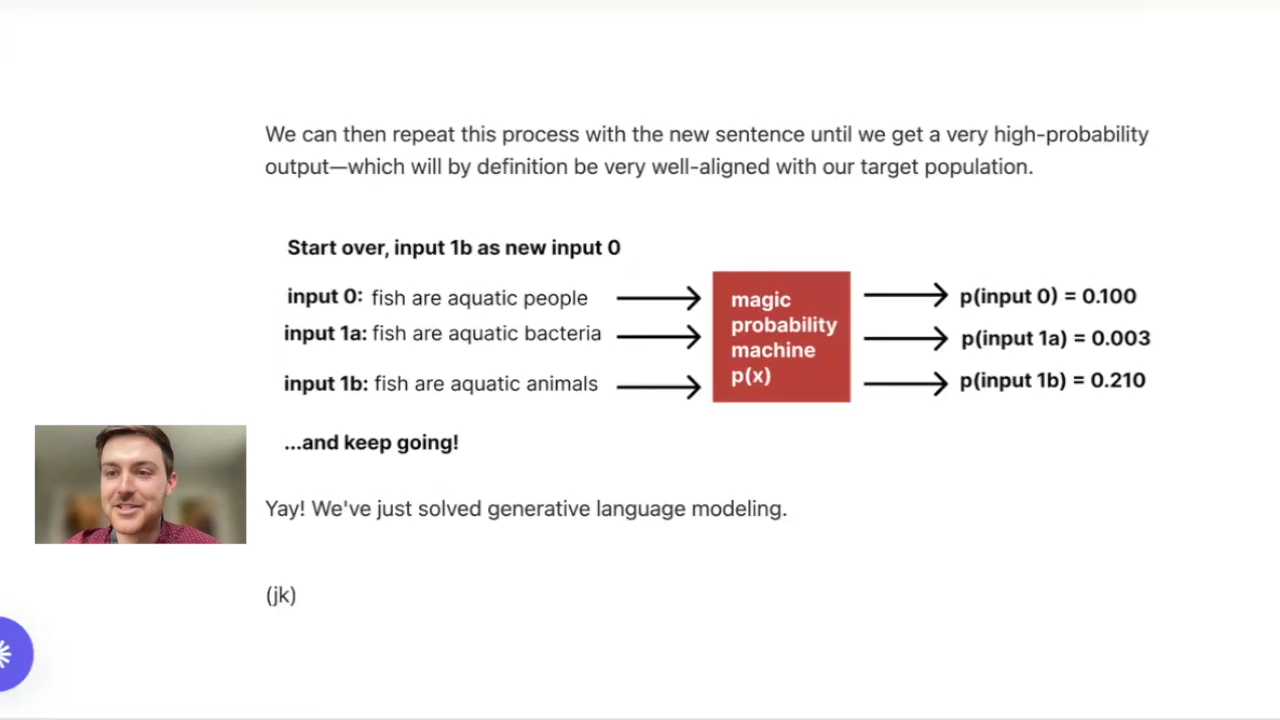 We can then repeat this process with the new sentence until we get a very high-probability
output—which will by definition be very well-aligned with our target population.
Start over, input 1b as new input 0
input 0: fish are aquatic people
p(input 0) = 0.100
input 1a: fish are aquatic bacteria
p(input 1a) = 0.003
input 1b: fish are aquatic animals
p(input 1b) = 0.210
magic
probability
machine
p(x)
...and keep going!
Yay! We've just solved generative language modeling.
(jk)